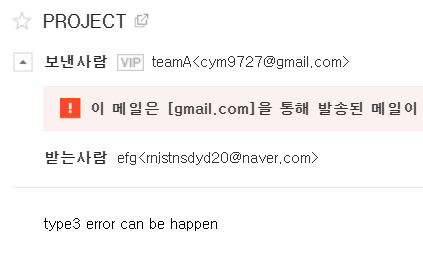 PROJECT
보낸사람 VIP teamA<cym9727@gmail.com>
! 이 메일은 [gmail.com]을 통해 발송된 메일이
받는사람 efg<rnjstnsdyd20@naver.com>
type3 error can be happen